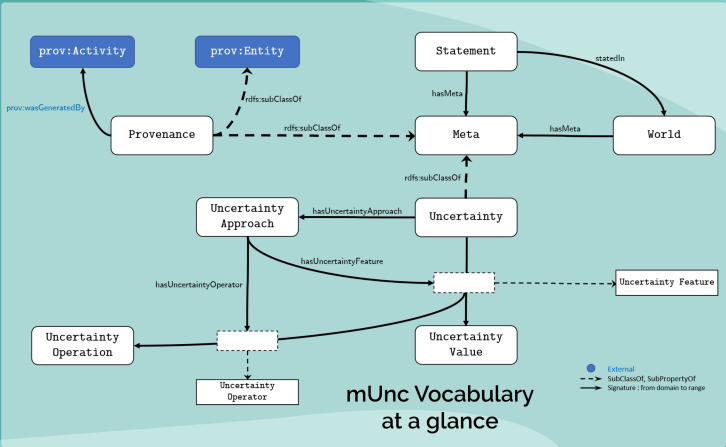 prov:Activity
prov:Entity
Statement
statedIn
hasMeta
prov:wasGeneratedBy
rdfs:subClassOf
rdfs:subClassOf
Provenance
Meta
hasMeta
World
rdfs:subClassOf
Uncertainty
Approach
hasUncertaintyApproach
Uncertainty
hasUncertaintyFeature
hasUncertaintyOperator
Uncertainty Feature
Uncertainty
Operation
Uncertainty
Value
Uncertainty
Operator
mUnc Vocabulary
at a glance
External
SubClassOf, SubPropertyOf
Signature : from domain to range